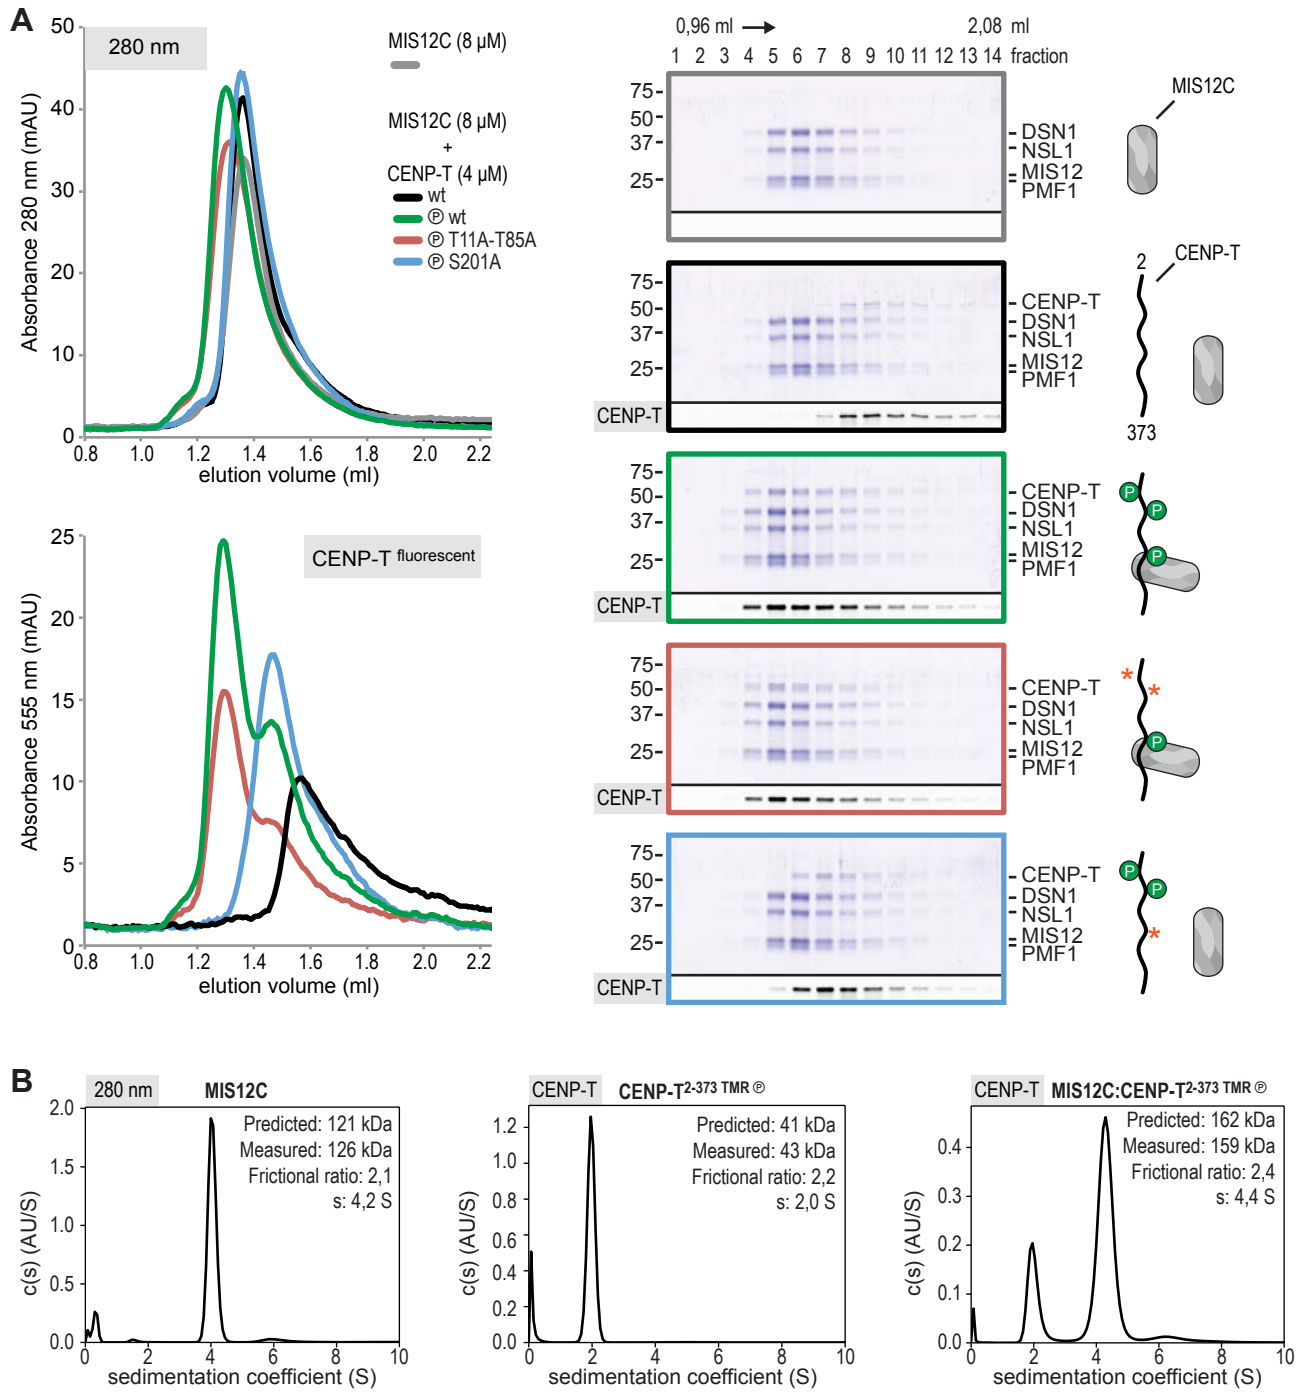 A
280 nm
Absorbance 280 nm (mAU)
50
40
30
20
10
0
0.8 1.0 1.2 1.4 1.6 1.8 2.0 2.2
elution volume (ml)
MIS12C (8 µM)
MIS12C (8 µM)
+
CENP-T (4 µM)
wt
Ⓟ wt
Ⓟ T11A-T85A
Ⓟ S201A
CENP-T fluorescent
Absorbance 555 nm (mAU)
25
20
15
10
5
0
0.8 1.0 1.2 1.4 1.6 1.8 2.0 2.2
elution volume (ml)
0,96 ml 2,08 ml
1 2 3 4 5 6 7 8 9 10 11 12 13 14 fraction
75-
50-
37-
25-
DSN1
NSL1
MIS12
PMF1
MIS12C
75-
50-
37-
25-
CENP-T
DSN1
NSL1
MIS12
PMF1
CENP-T
2
CENP-T
373
75-
50-
37-
25-
CENP-T
DSN1
NSL1
MIS12
PMF1
CENP-T
P
P
P
75-
50-
37-
25-
CENP-T
DSN1
NSL1
MIS12
PMF1
CENP-T
*
*
P
75-
50-
37-
25-
CENP-T
DSN1
NSL1
MIS12
PMF1
CENP-T
P
P
*
B
280 nm MIS12C
Predicted: 121 kDa
Measured: 126 kDa
Frictional ratio: 2,1
s: 4,2 S
c(s) (AU/S)
2.0
1.5
1.0
0.5
0.0
0 2 4 6 8 10
sedimentation coefficient (S)
CENP-T CENP-T2-373 TMR Ⓟ
Predicted: 41 kDa
Measured: 43 kDa
Frictional ratio: 2,2
s: 2,0 S
c(s) (AU/S)
1.2
1.0
0.8
0.6
0.4
0.2
0.0
0 2 4 6 8 10
sedimentation coefficient (S)
CENP-T MIS12C:CENP-T2-373 TMR Ⓟ
Predicted: 162 kDa
Measured: 159 kDa
Frictional ratio: 2,4
s: 4,4 S
c(s) (AU/S)
0.4
0.3
0.2
0.1
0.0
0 2 4 6 8 10
sedimentation coefficient (S)